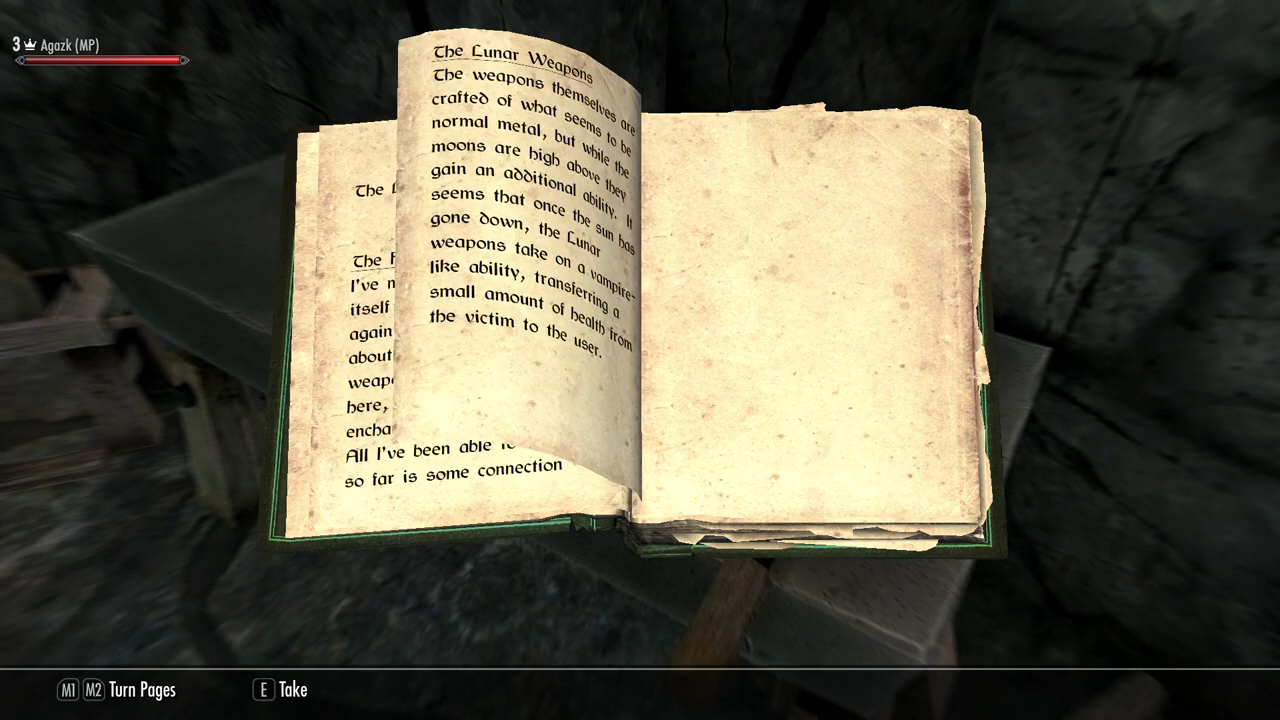 3 Agazk (MP)
The
The
I've
itself
again
about
here,
All I've been able
so far is some connection
The Lunar Weapons
The weapons themselves are
crafted of what seems to be
normal metal, but while the
moons are high above they
gain an additional ability. It
seems that once the sun has
gone down, the Lunar
weapons take on a vampire-
like ability, transferring a
small amount of health from
the victim to the user.
M1 M2 Turn Pages
E Take